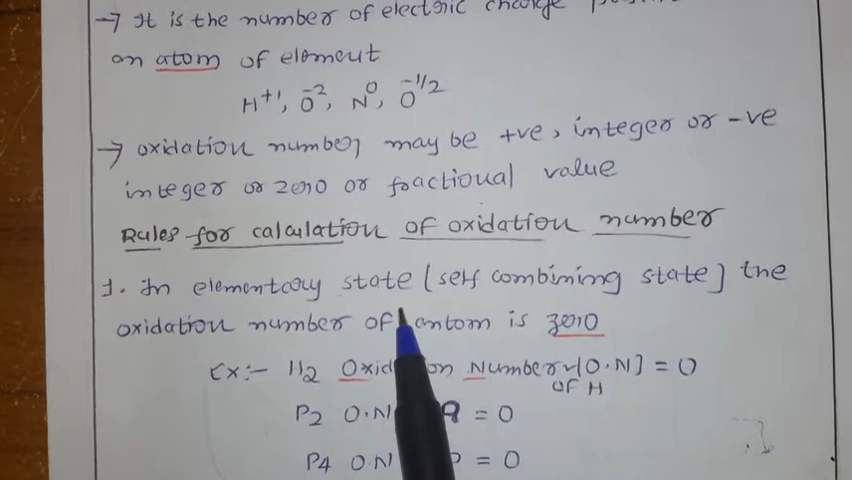 → It is the number of electric charge
on atom of element
H+1, O-2, N0, O-1/2
→ oxidation number, may be +ve, integer or -ve
integer or zero or fractional value
Rules for calculation of oxidation number
1. In elementary state [self combining state] the
oxidation number of antom is zero
Ex:- H2 Oxid on Number [O.N] = 0
OF H
P2 O.N = 0
P4 O.N = 0